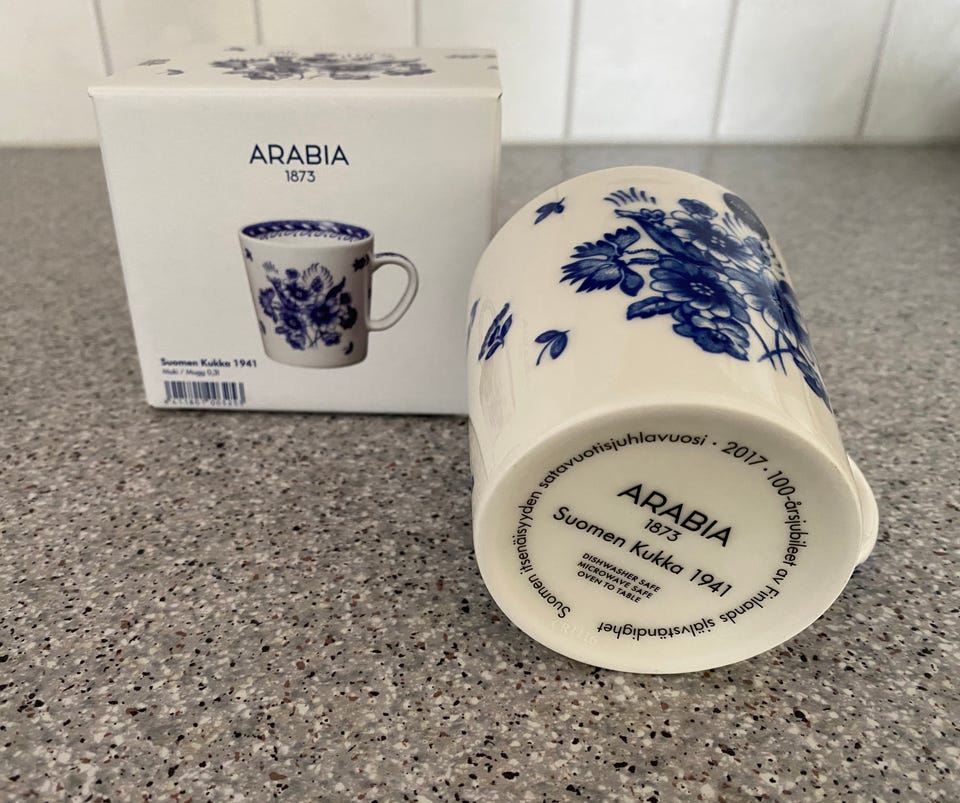 ARABIA
1873
Suomen Kukka 1941
Muki / Mugg 0,3l
Suomen itsenäisyyden satavuotisjuhlavuosi · 2017 · 100-årsjubileet av Finlands självständighet
ARABIA
1873
Suomen Kukka 1941
DISHWASHER SAFE
MICROWAVE SAFE
OVEN TO TABLE